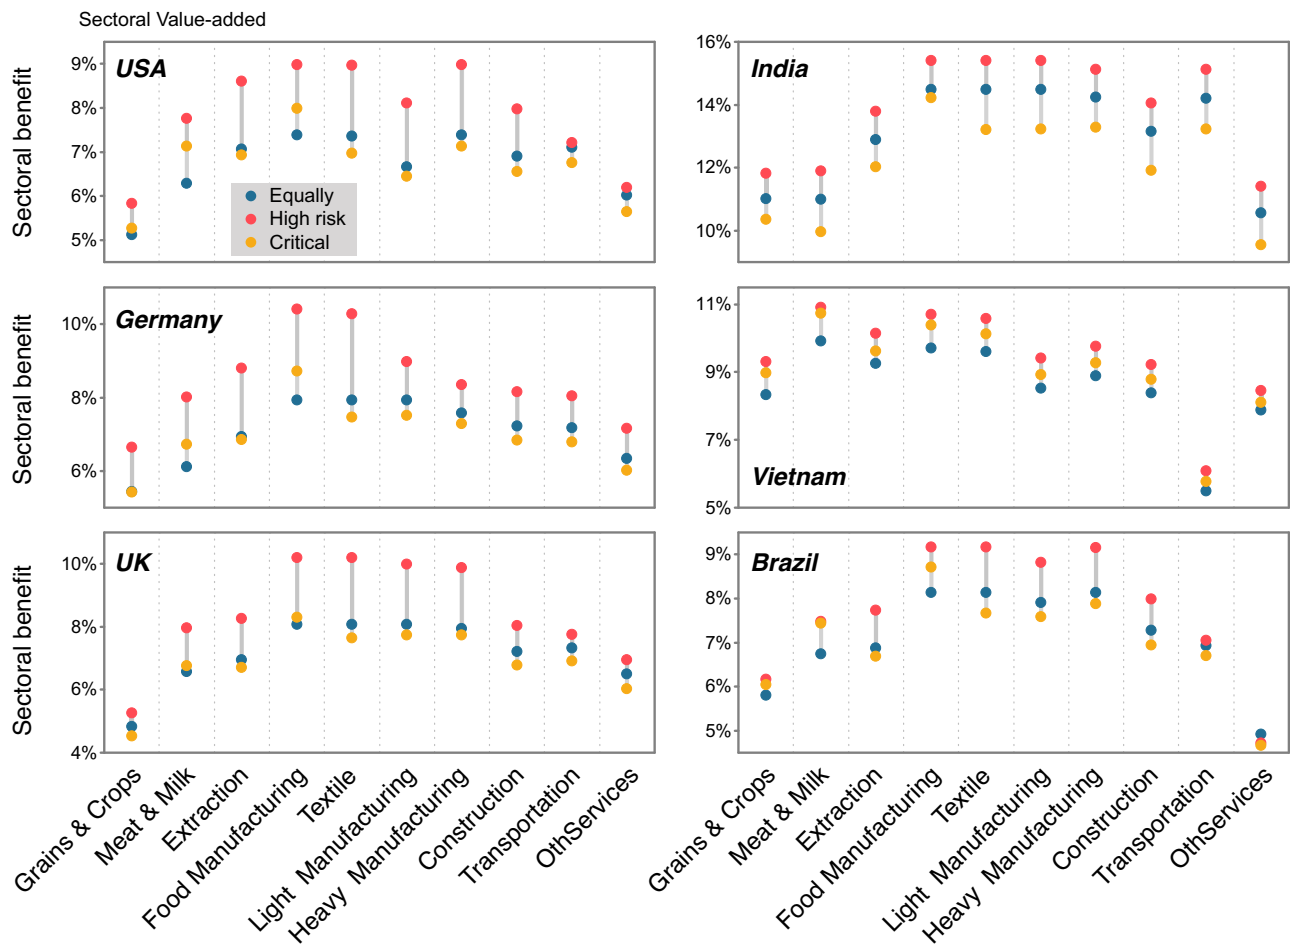 Sectoral Value-added
Sectoral benefit
9%
8%
7%
6%
5%
USA
Equally
High risk
Critical
16%
14%
12%
10%
India
Sectoral benefit
10%
8%
6%
Germany
11%
9%
7%
5%
Vietnam
Sectoral benefit
10%
8%
6%
4%
UK
9%
8%
7%
6%
5%
Brazil
Grains & Crops
Meat & Milk
Extraction
Food Manufacturing
Textile
Light Manufacturing
Heavy Manufacturing
Construction
Transportation
OthServices
Grains & Crops
Meat & Milk
Extraction
Food Manufacturing
Textile
Light Manufacturing
Heavy Manufacturing
Construction
Transportation
OthServices